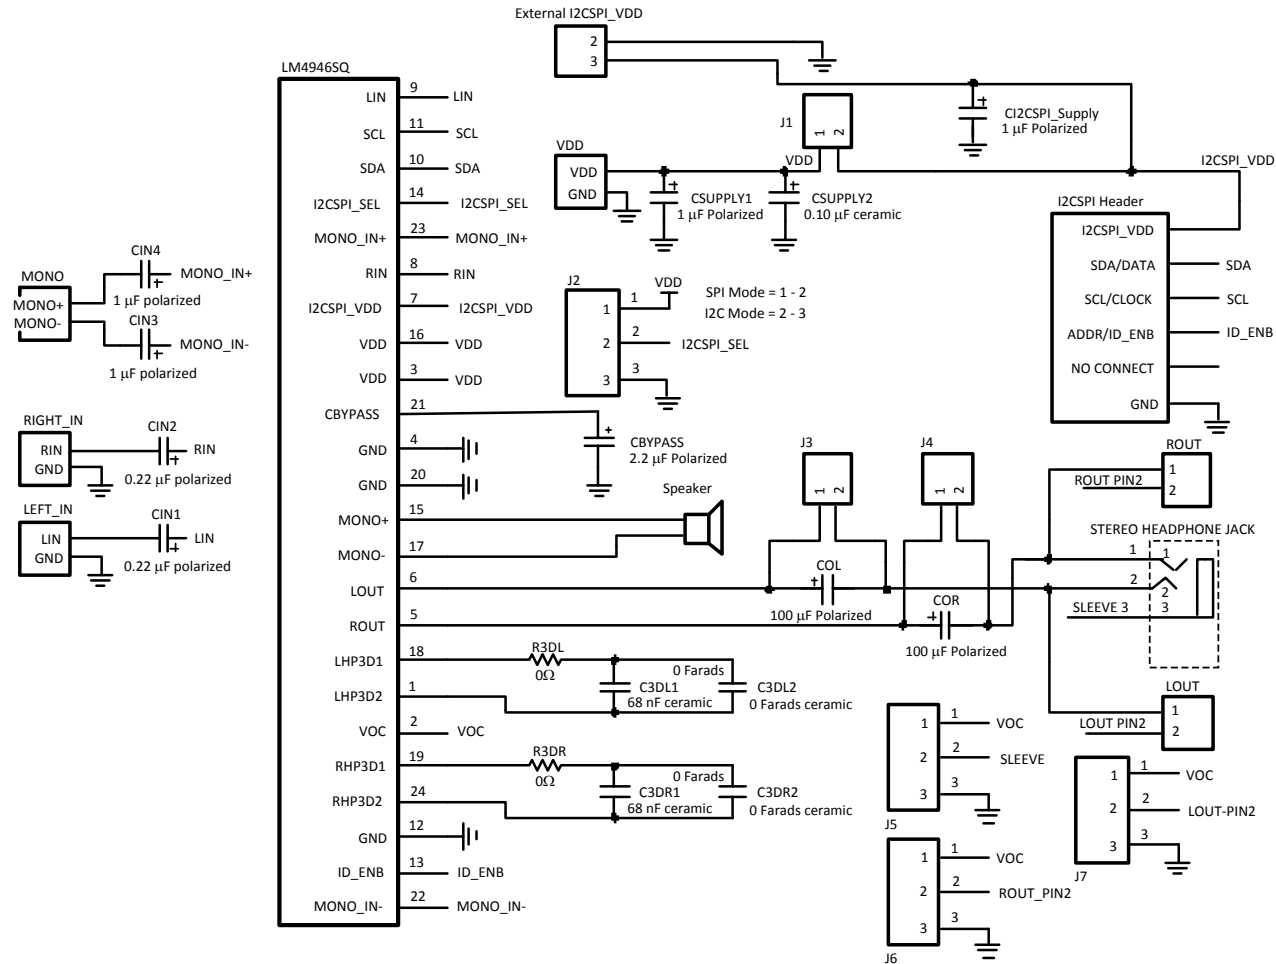 External I2CSPI_VDD
2
3
LM4946SQ
LIN 9 LIN
SCL 11 SCL
SDA 10 SDA
I2CSPI_SEL 14 I2CSPI_SEL
MONO_IN+ 23 MONO_IN+
RIN 8 RIN
I2CSPI_VDD 7 I2CSPI_VDD
VDD 16 VDD
VDD 3 VDD
CBYPASS 21
GND 4
GND 20
MONO+ 15
MONO- 17
LOUT 6
ROUT 5
LHP3D1 18
LHP3D2 1
VOC 2 VOC
RHP3D1 19
RHP3D2 24
GND 12
ID_ENB 13 ID_ENB
MONO_IN- 22 MONO_IN-
CIN4
+
MONO_IN+
1 µF polarized
MONO
MONO+
MONO-
CIN3
+
MONO_IN-
1 µF polarized
RIGHT_IN
RIN
GND
CIN2
+
RIN
0.22 µF polarized
LEFT_IN
LIN
GND
CIN1
+
LIN
0.22 µF polarized
J1
1 2
VDD
VDD
VDD
GND
+
CSUPPLY1
1 µF Polarized
+
CSUPPLY2
0.10 µF ceramic
+
CI2CSPI_Supply
1 µF Polarized
I2CSPI_VDD
I2CSPI Header
I2CSPI_VDD
SDA/DATA SDA
SCL/CLOCK SCL
ADDR/ID_ENB ID_ENB
NO CONNECT
GND
J2
1 1 VDD
2 2 I2CSPI_SEL
3 3
SPI Mode = 1 - 2
I2C Mode = 2 - 3
+
CBYPASS
2.2 µF Polarized
Speaker
J3
1 2
J4
1 2
+
COL
100 µF Polarized
+
COR
100 µF Polarized
ROUT
1
2
ROUT PIN2
STEREO HEADPHONE JACK
1 1
2 2
SLEEVE 3 3
LOUT
1
2
LOUT PIN2
R3DL
0Ω
C3DL1
68 nF ceramic
0 Farads
C3DL2
0 Farads ceramic
R3DR
0Ω
C3DR1
68 nF ceramic
0 Farads
C3DR2
0 Farads ceramic
1 1 VOC
2 2 SLEEVE
3 3
J5
1 1 VOC
2 2 ROUT_PIN2
3 3
J6
1 1 VOC
2 2 LOUT-PIN2
3 3
J7